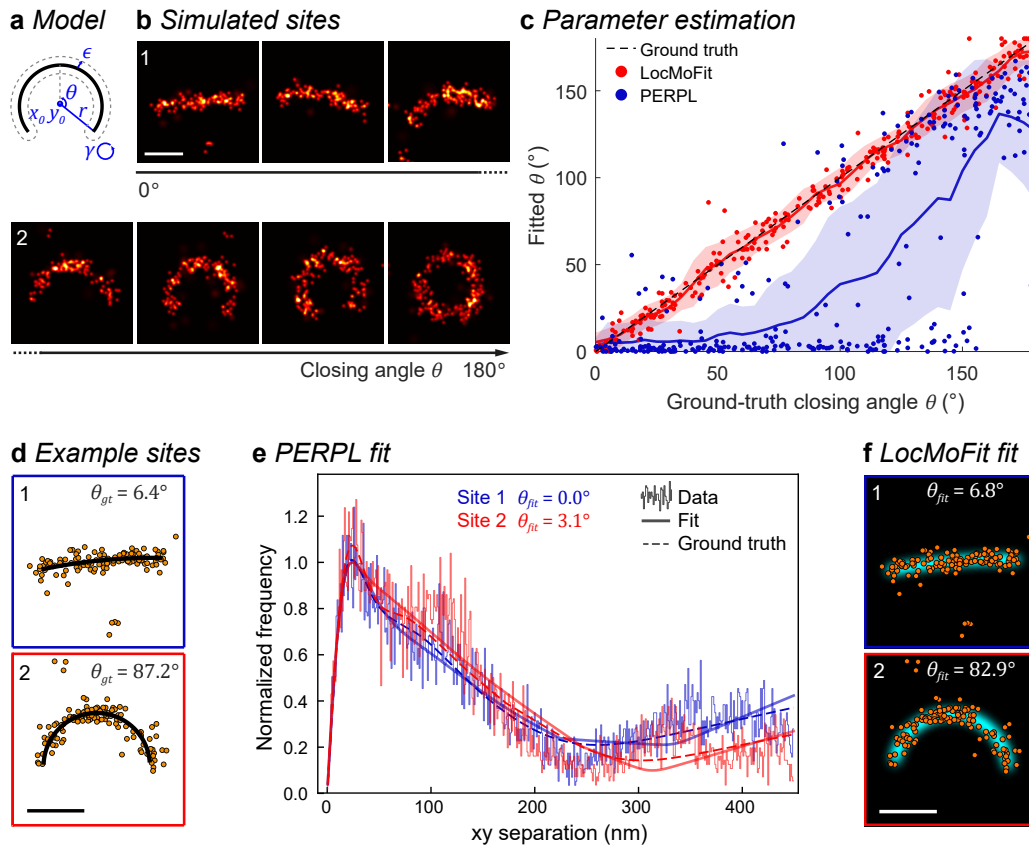 a Model
ϵ
θ
x₀ y₀ r
γ
b Simulated sites
1
0°
2
1
Closing angle θ 180°
c Parameter estimation
Ground truth
LocMoFit
PERPL
150
100
50
0
Fitted θ (°)
0 50 100 150
Ground-truth closing angle θ (°)
d Example sites
1 θgt = 6.4°
2 θgt = 87.2°
e PERPL fit
Site 1 θfit = 0.0°
Site 2 θfit = 3.1°
Data
Fit
Ground truth
1.2
1.0
0.8
0.6
0.4
0.2
0.0
Normalized frequency
0 100 200 300 400
xy separation (nm)
f LocMoFit fit
1 θfit = 6.8°
2 θfit = 82.9°